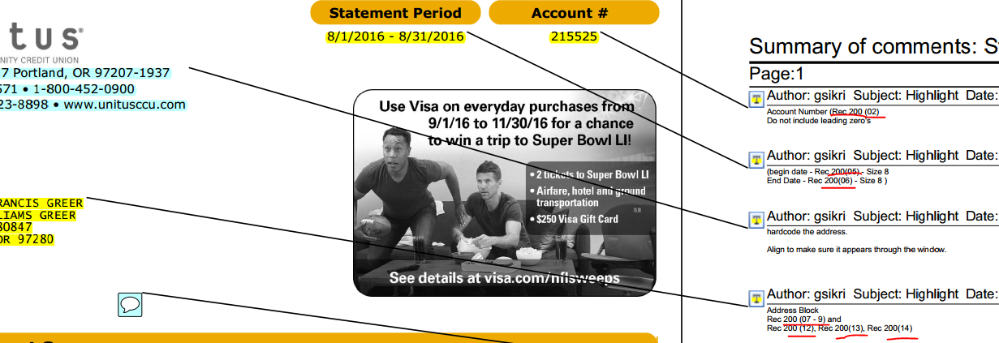 Statement Period
Account #
8/1/2016 - 8/31/2016
215525
tus®
NITY CREDIT UNION
7 Portland, OR 97207-1937
571 • 1-800-452-0900
23-8898 • www.unitusccu.com
Use Visa on everyday purchases from
9/1/16 to 11/30/16 for a chance
to win a trip to Super Bowl LI!
• 2 tickets to Super Bowl LI
• Airfare, hotel and ground
transportation
• $250 Visa Gift Card
See details at visa.com/nflsweeps
RANCIS GREER
LIAMS GREER
80847
OR 97280
Summary of comments: S
Page:1
Author: gsikri Subject: Highlight Date:
Account Number (Rec 200 (02)
Do not include leading zero's
Author: gsikri Subject: Highlight Date:
(begin date - Rec 200(05) - Size 8
End Date - Rec 200(06) - Size 8 )
Author: gsikri Subject: Highlight Date:
hardcode the address.
Align to make sure it appears through the window.
Author: gsikri Subject: Highlight Date:
Address Block
Rec 200 (07 - 9) and
Rec 200 (12), Rec 200(13), Rec 200(14)